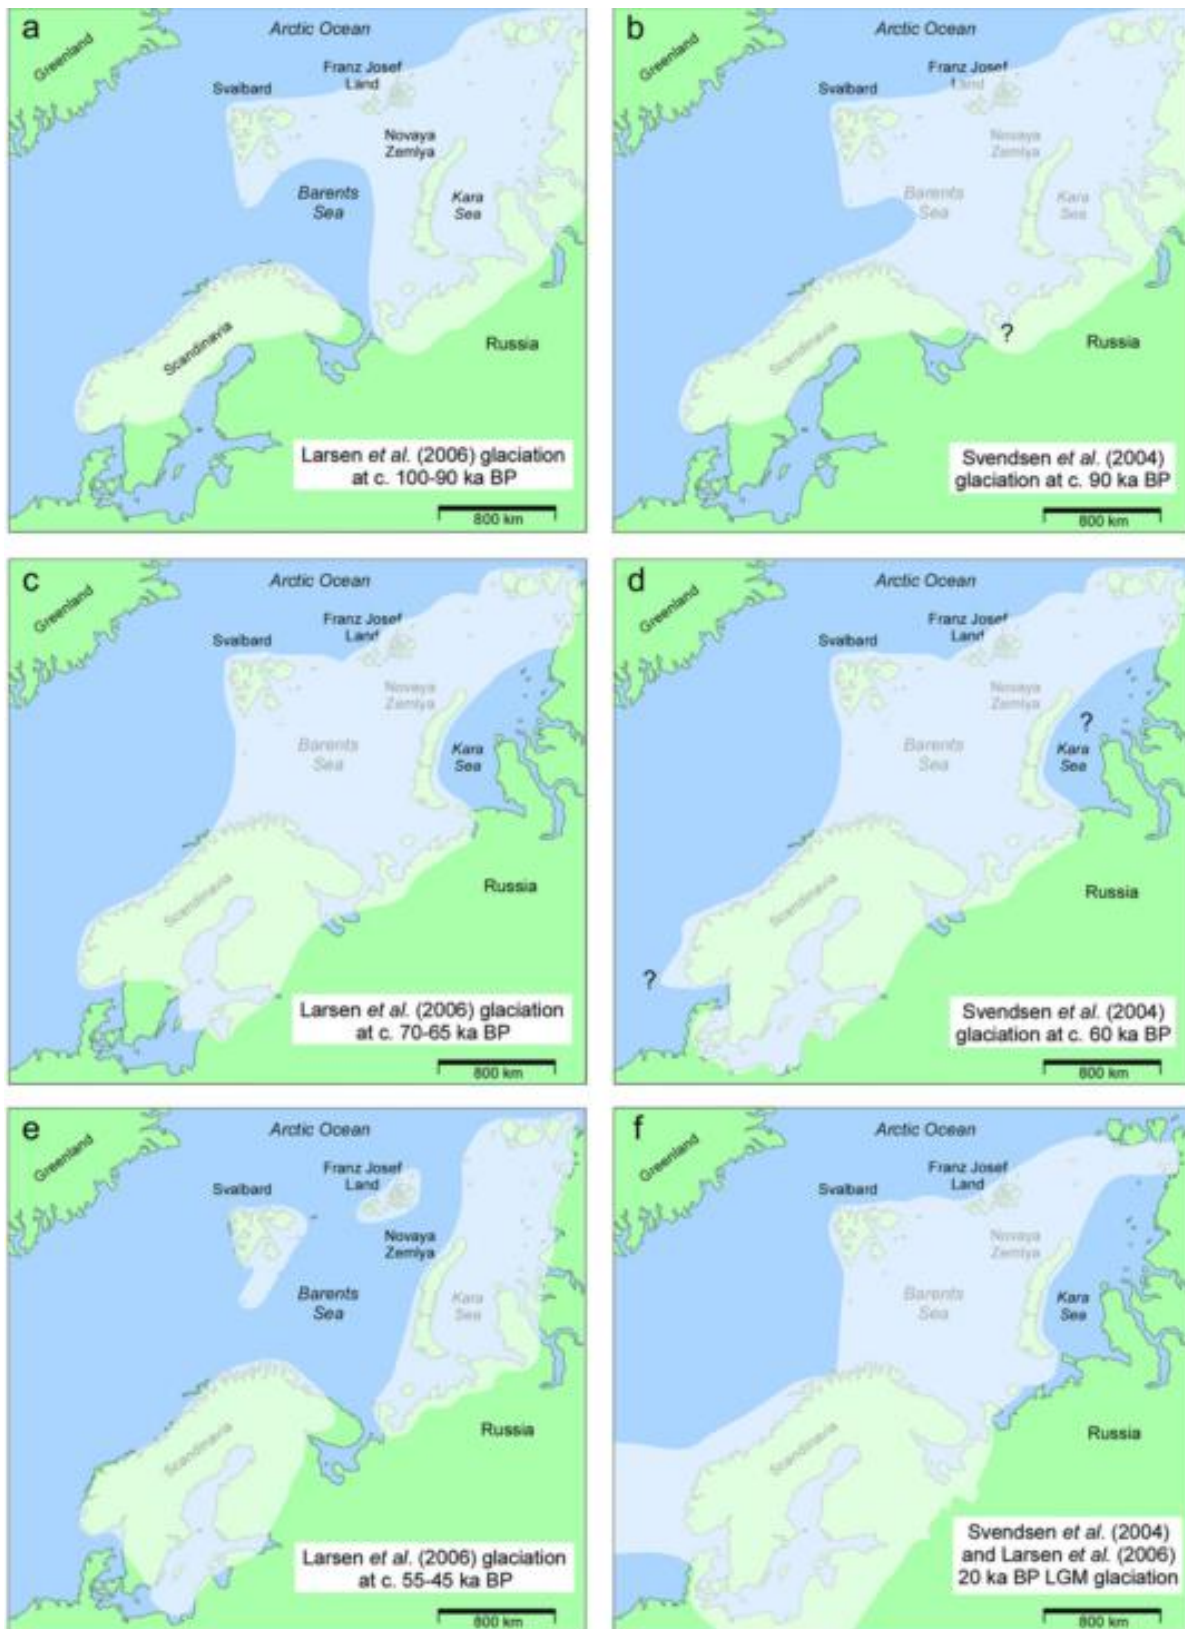 a
Arctic Ocean
Greenland
Franz Josef
Land
Svalbard
Novaya
Zemlya
Barents
Sea
Kara
Sea
Scandinavia
Russia
Larsen et al. (2006) glaciation
at c. 100-90 ka BP
800 km
b
Arctic Ocean
Greenland
Franz Josef
Land
Svalbard
Novaya
Zemlya
Barents
Sea
Kara
Sea
?
Scandinavia
Russia
Svendsen et al. (2004)
glaciation at c. 90 ka BP
800 km
c
Arctic Ocean
Greenland
Franz Josef
Land
Svalbard
Novaya
Zemlya
Barents
Sea
Kara
Sea
Scandinavia
Russia
Larsen et al. (2006) glaciation
at c. 70-65 ka BP
800 km
d
Arctic Ocean
Greenland
Franz Josef
Land
Svalbard
Novaya
Zemlya
?
Barents
Sea
Kara
Sea
Scandinavia
Russia
?
Svendsen et al. (2004)
glaciation at c. 60 ka BP
800 km
e
Arctic Ocean
Greenland
Franz Josef
Land
Svalbard
Novaya
Zemlya
Barents
Sea
Kara
Sea
Scandinavia
Russia
Larsen et al. (2006) glaciation
at c. 55-45 ka BP
800 km
f
Arctic Ocean
Greenland
Franz Josef
Land
Svalbard
Novaya
Zemlya
Barents
Sea
Kara
Sea
Scandinavia
Russia
Svendsen et al. (2004)
and Larsen et al. (2006)
20 ka BP LGM glaciation
800 km